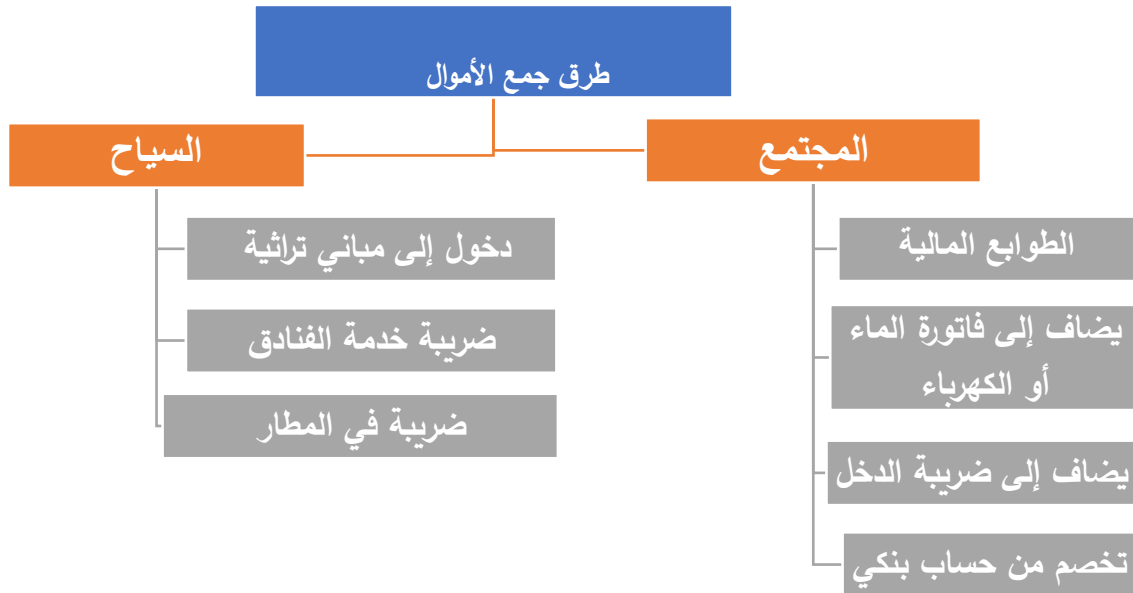 طرق جمع الأموال
المجتمع
الطوابع المالية
يضاف إلى فاتورة الماء
أو الكهرباء
يضاف إلى ضريبة الدخل
تخصم من حساب بنكي
السياح
دخول إلى مباني تراثية
ضريبة خدمة الفنادق
ضريبة في المطار